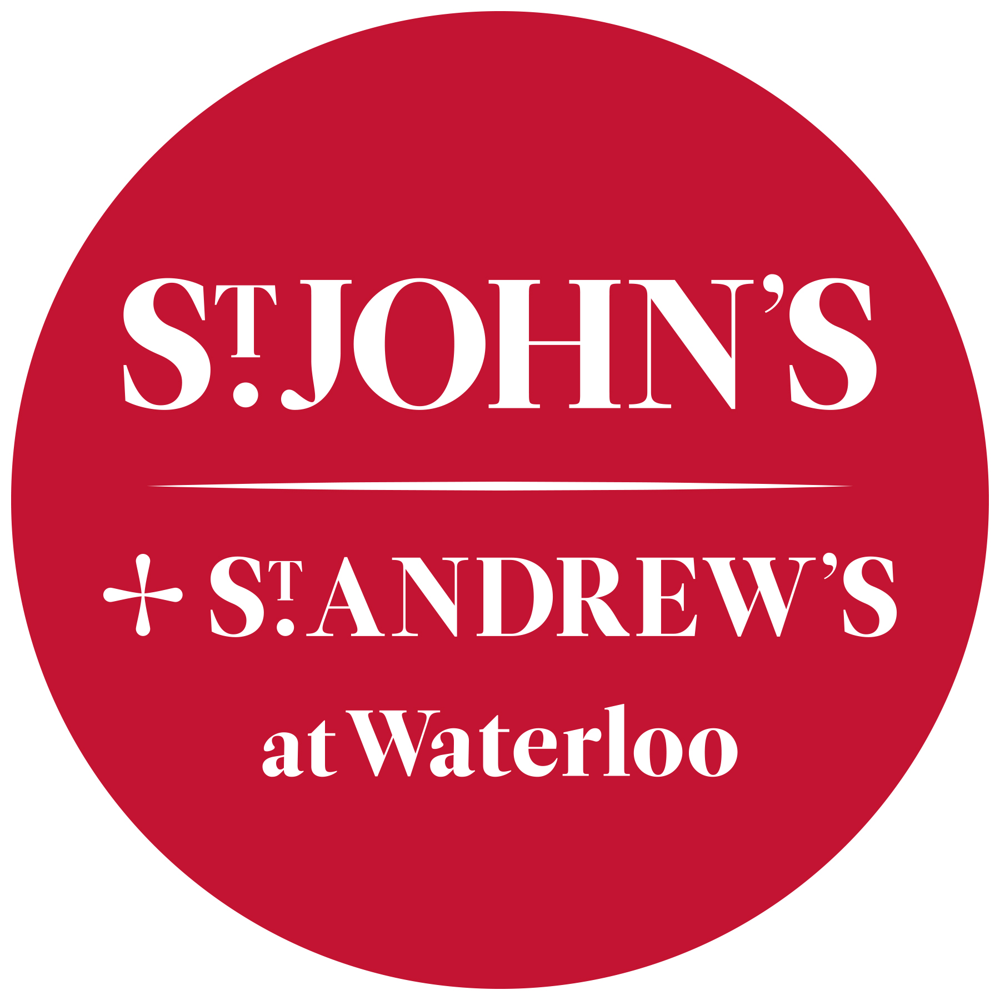 ST. JOHN’S
+ ST. ANDREW’S
at Waterloo